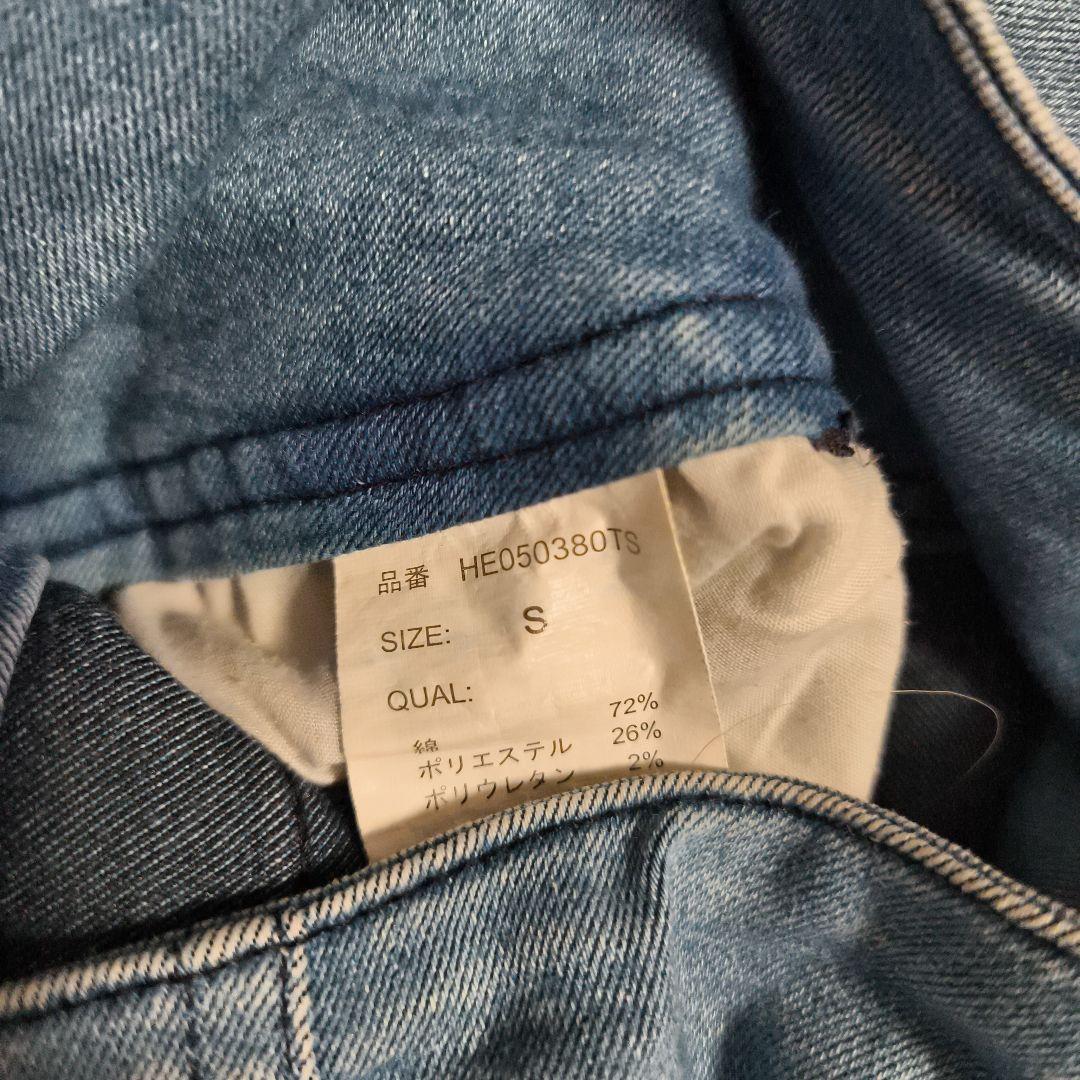 品番 HE050380TS
SIZE: S
QUAL:
綿 72%
ポリエステル 26%
ポリウレタン 2%